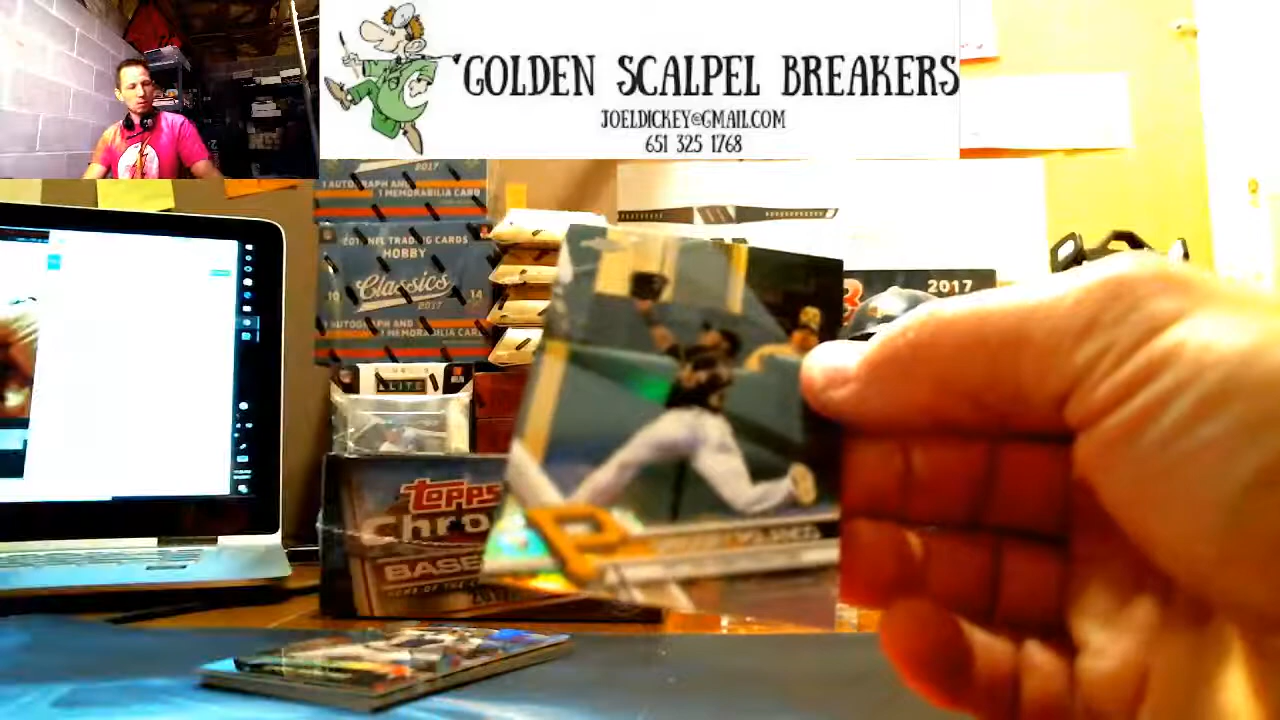 GOLDEN SCALPEL BREAKERS
JOELDICKEY@GMAIL.COM
651 325 1768
2017
1 AUTOGRAPH AND
1 MEMORABILIA CARD
NFL TRADING CARDS
HOBBY
Classics
2017
10
14
1 AUTOGRAPH AND
1 MEMORABILIA CARD
ELITE
2017
TOPPS
Chro
BASE
P